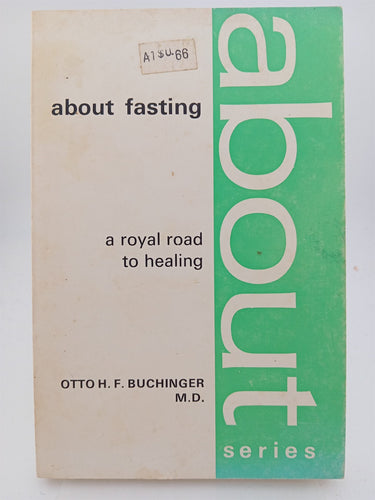 A1$0.66
about fasting
a royal road
to healing
OTTO H. F. BUCHINGER
M.D.
about
series